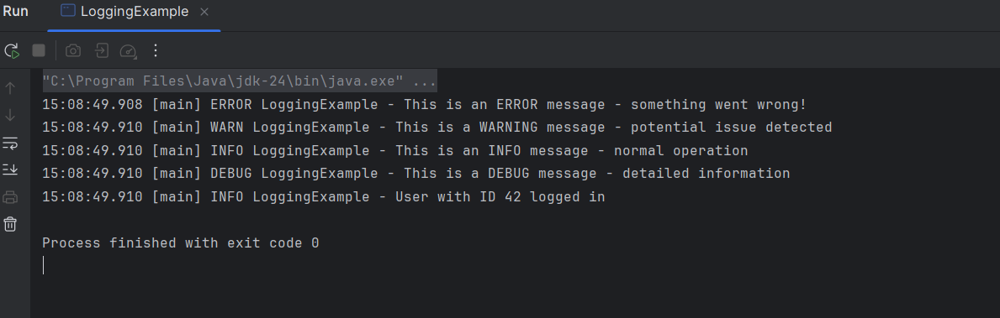 Run LoggingExample
"C:\Program Files\Java\jdk-24\bin\java.exe" ...
15:08:49.908 [main] ERROR LoggingExample - This is an ERROR message - something went wrong!
15:08:49.910 [main] WARN LoggingExample - This is a WARNING message - potential issue detected
15:08:49.910 [main] INFO LoggingExample - This is an INFO message - normal operation
15:08:49.910 [main] DEBUG LoggingExample - This is a DEBUG message - detailed information
15:08:49.910 [main] INFO LoggingExample - User with ID 42 logged in
Process finished with exit code 0